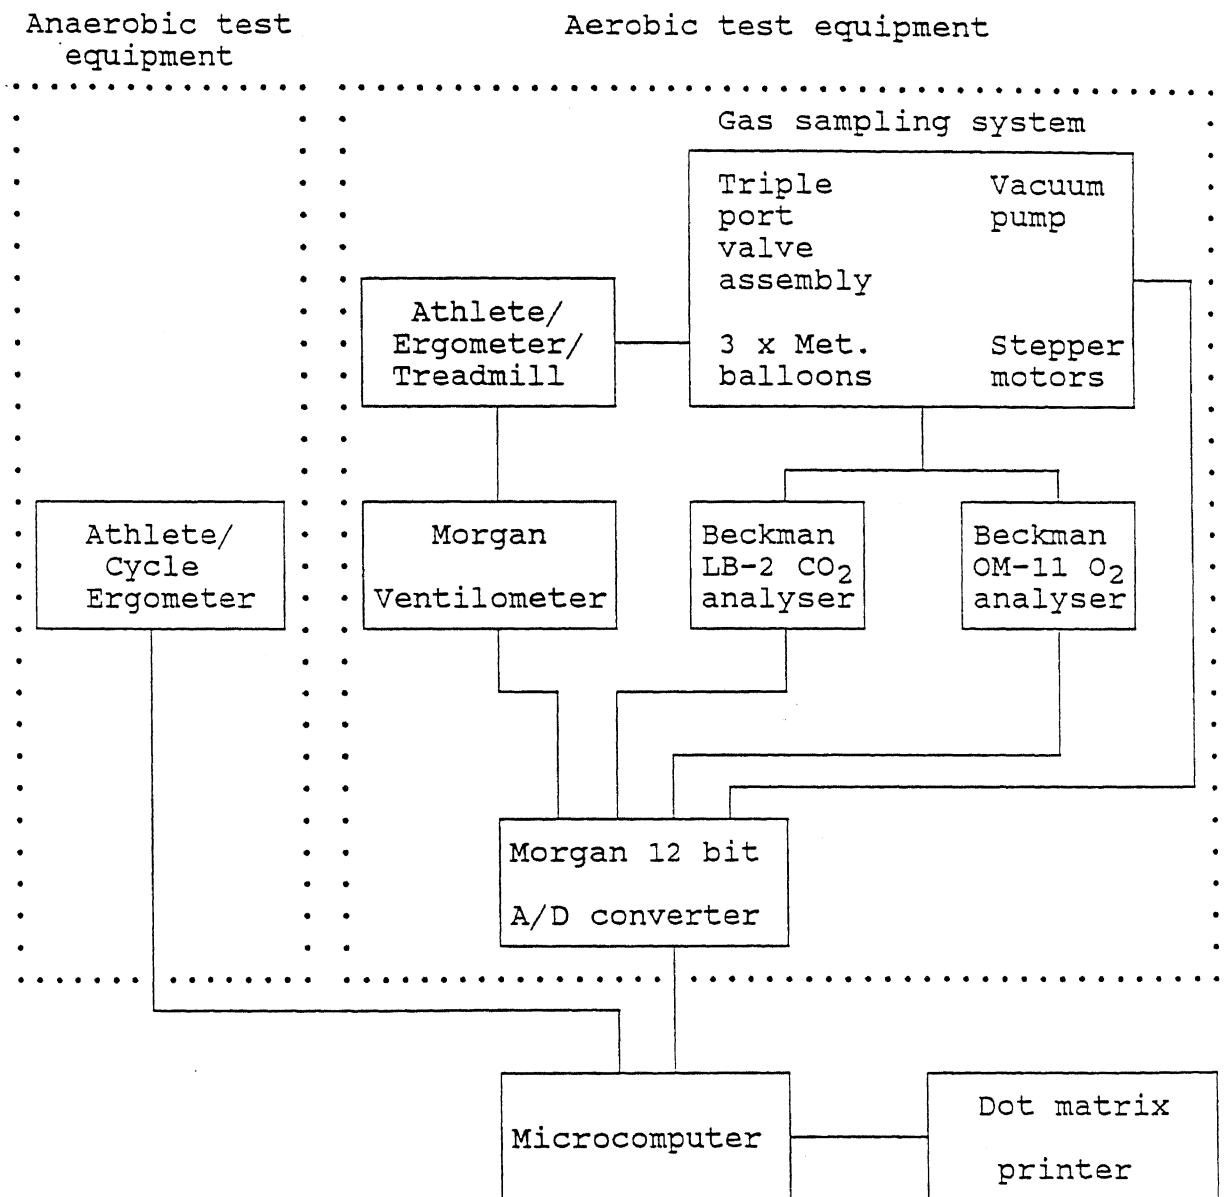 Anaerobic test
equipment
Aerobic test equipment
Gas sampling system
Triple
port
valve
assembly
3 x Met.
balloons
Vacuum
pump
Stepper
motors
Athlete/
Ergometer/
Treadmill
Athlete/
Cycle
Ergometer
Morgan
Ventilometer
Beckman
LB-2 CO₂
analyser
Beckman
OM-11 O₂
analyser
Morgan 12 bit
A/D converter
Microcomputer
Dot matrix
printer